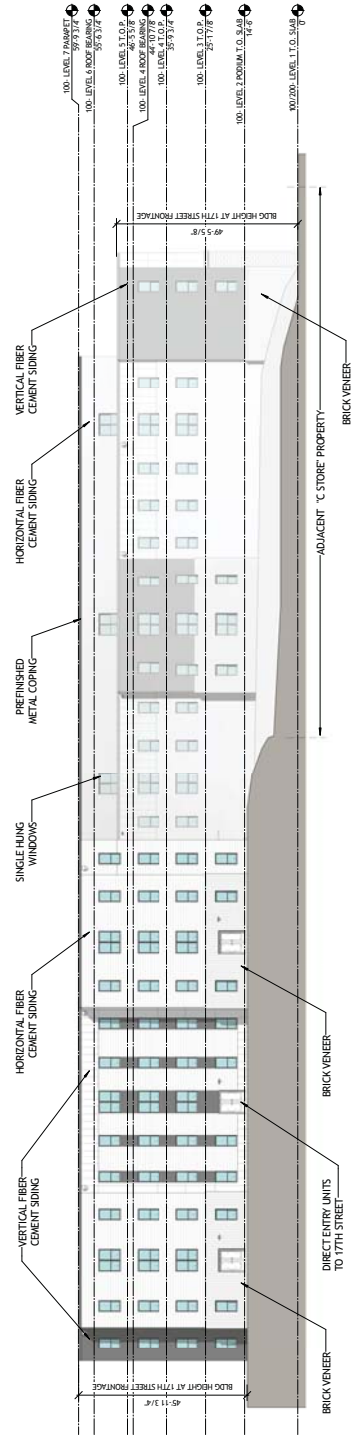 VERTICAL FIBER
CEMENT SIDING
HORIZONTAL FIBER
CEMENT SIDING
SINGLE HUNG
WINDOWS
PREFINISHED
METAL COPING
HORIZONTAL FIBER
CEMENT SIDING
VERTICAL FIBER
CEMENT SIDING
100- LEVEL 7 PARAPET
59'-9 3/4"
100- LEVEL 6 ROOF BEARING
55'-6 3/4"
100- LEVEL 5 T.O.P.
46'-5 5/8"
100- LEVEL 4 ROOF BEARING
44'-10 7/8"
100- LEVEL 4 T.O.P.
35'-9 3/4"
100- LEVEL 3 T.O.P.
25'-1 7/8"
100- LEVEL 2 PODIUM T.O. SLAB
14'-6"
100/200- LEVEL 1 T.O. SLAB
0"
BLDG HEIGHT AT 17TH STREET FRONTAGE
45'-11 3/4"
BLDG HEIGHT AT 17TH STREET FRONTAGE
49'-5 5/8"
BRICK VENEER
DIRECT ENTRY UNITS
TO 17TH STREET
BRICK VENEER
BRICK VENEER
ADJACENT "C STORE" PROPERTY
BRICK VENEER